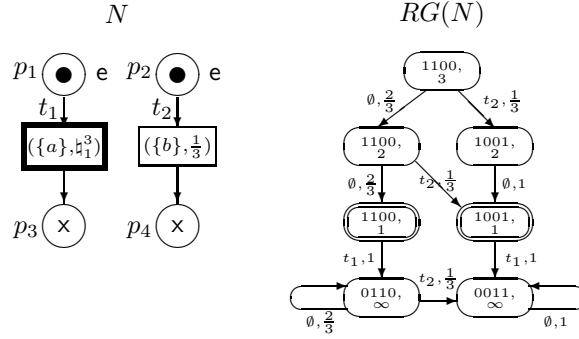 N
RG(N)
p₁ e
p₂ e
t₁
t₂
({a},♮³₁)
({b},1/3)
p₃ x
p₄ x
1100,
3
∅,2/3
t₂,1/3
1100,
2
1001,
2
∅,2/3
t₂,1/3
∅,1
1100,
1
1001,
1
t₁,1
t₁,1
0110,
∞
t₂,1/3
0011,
∞
∅,2/3
∅,1